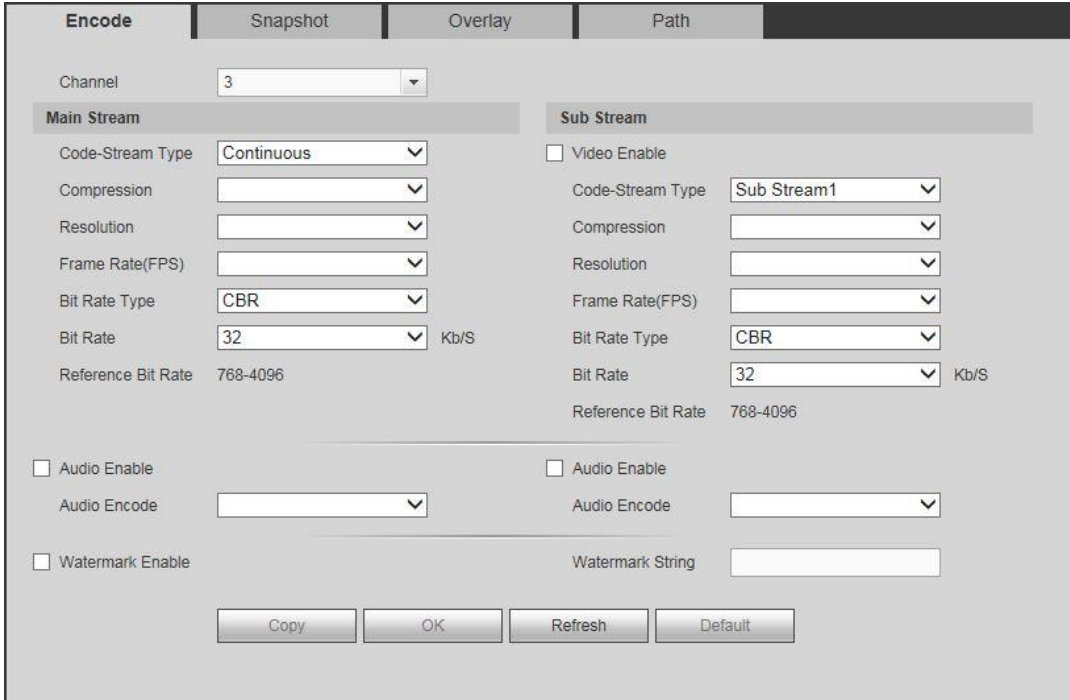 Encode Snapshot Overlay Path
Channel 3
Main Stream
Code-Stream Type Continuous
Compression
Resolution
Frame Rate(FPS)
Bit Rate Type CBR
Bit Rate 32 Kb/S
Reference Bit Rate 768-4096
Sub Stream
Video Enable
Code-Stream Type Sub Stream1
Compression
Resolution
Frame Rate(FPS)
Bit Rate Type CBR
Bit Rate 32 Kb/S
Reference Bit Rate 768-4096
Audio Enable
Audio Encode
Audio Enable
Audio Encode
Watermark Enable
Watermark String
Copy OK Refresh Default